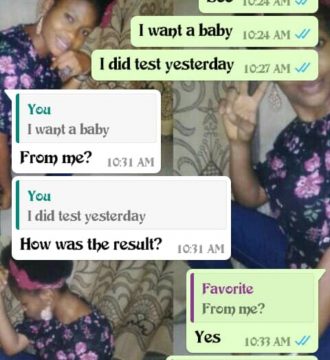 10:24 AM
I want a baby 10:24 AM
I did test yesterday 10:27 AM
You
I want a baby
From me? 10:31 AM
You
I did test yesterday
How was the result? 10:31 AM
Favorite
From me?
Yes 10:33 AM